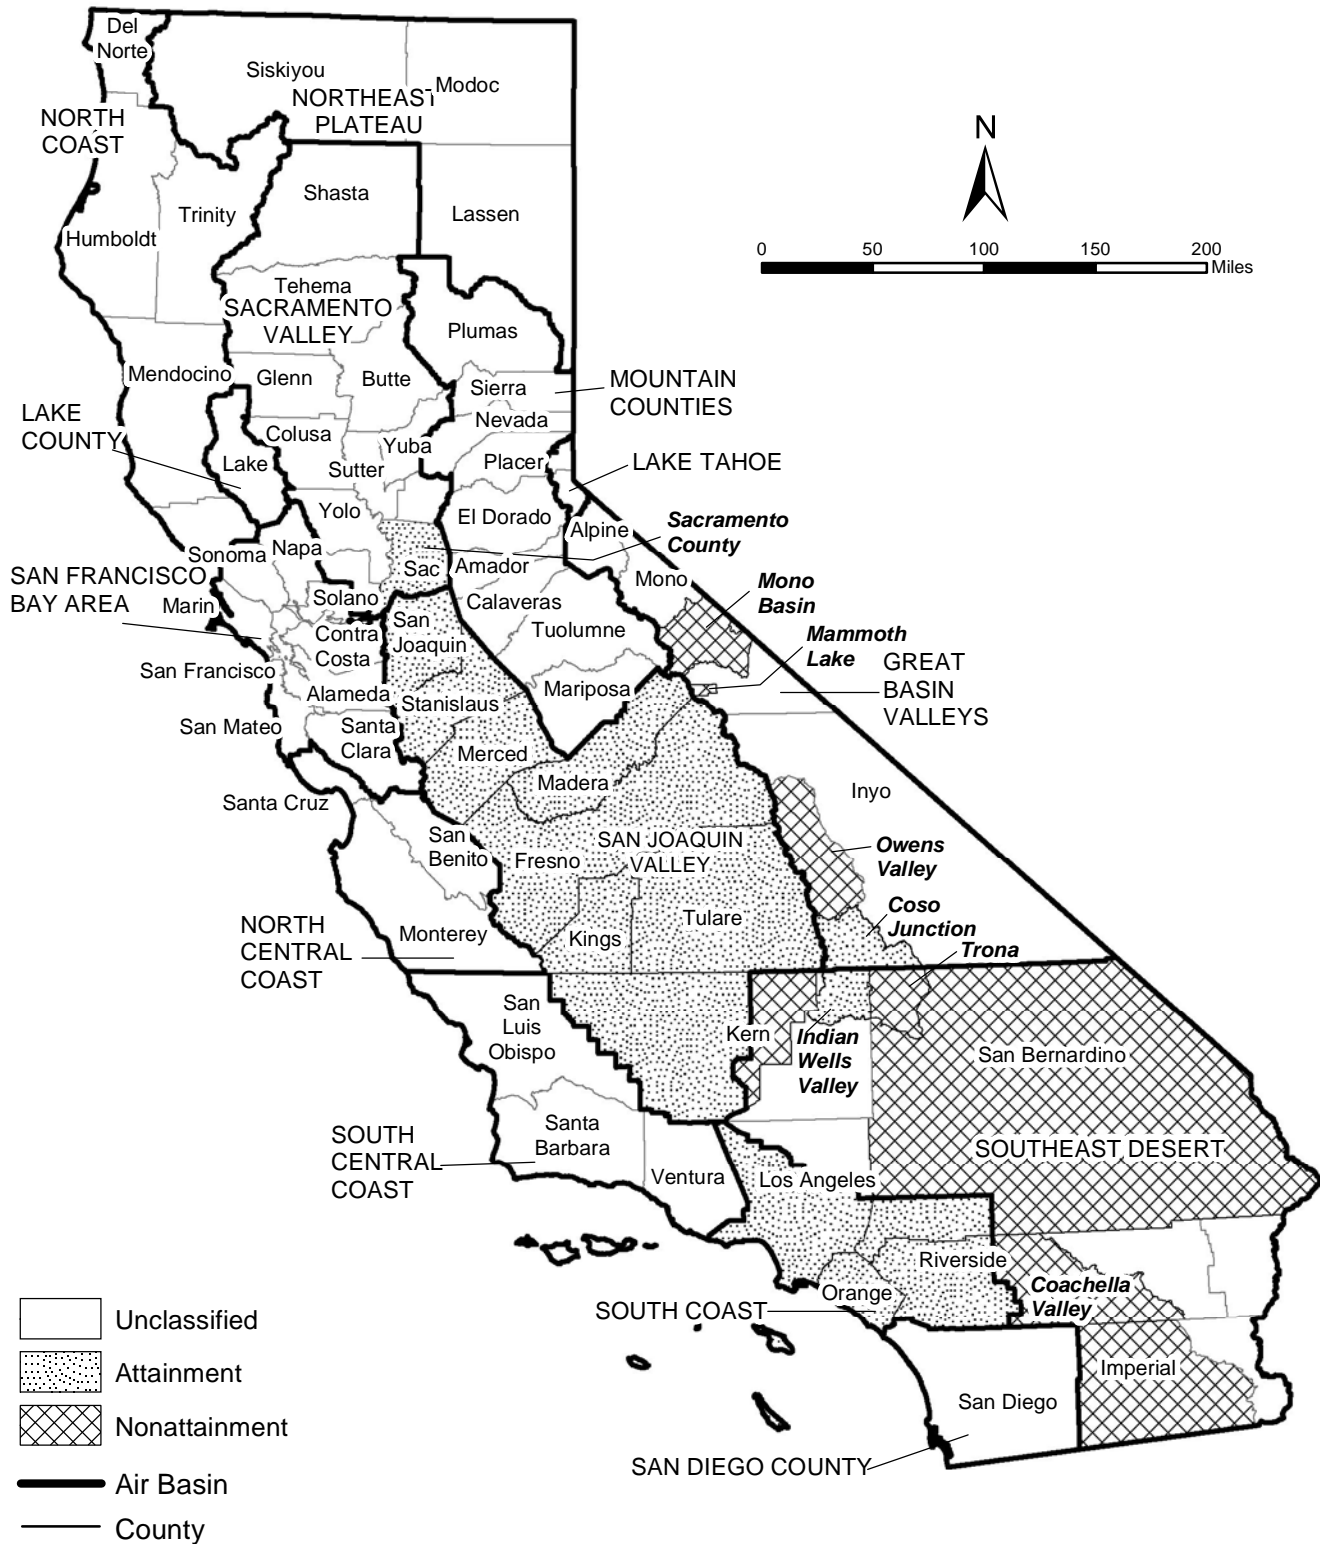 Del
Norte
Siskiyou
Modoc
NORTHEAST
PLATEAU
NORTH
COAST
N
Shasta
Trinity
Lassen
Humboldt
0 50 100 150 200
Miles
Tehema
SACRAMENTO
VALLEY
Plumas
Mendocino
Glenn
Butte
Sierra
MOUNTAIN
COUNTIES
LAKE
COUNTY
Nevada
Colusa
Yuba
Lake
Sutter
Placer
LAKE TAHOE
Yolo
El Dorado
Alpine
Sacramento
County
Sonoma
Napa
Sac
Amador
Mono
Mono
Basin
SAN FRANCISCO
BAY AREA
Marin
Solano
Calaveras
San
Joaquin
Tuolumne
Contra
Costa
Mammoth
Lake
GREAT
BASIN
VALLEYS
San Francisco
Alameda
Mariposa
Stanislaus
San Mateo
Santa
Clara
Merced
Madera
Inyo
Santa Cruz
San
Benito
Fresno
SAN JOAQUIN
VALLEY
Owens
Valley
Coso
Junction
Tulare
NORTH
CENTRAL
COAST
Monterey
Kings
Trona
San
Luis
Obispo
Kern
Indian
Wells
Valley
San Bernardino
SOUTH
CENTRAL
COAST
Santa
Barbara
Ventura
Los Angeles
SOUTHEAST DESERT
Riverside
Coachella
Valley
Orange
SOUTH COAST
Imperial
San Diego
SAN DIEGO COUNTY
Unclassified
Attainment
Nonattainment
Air Basin
County